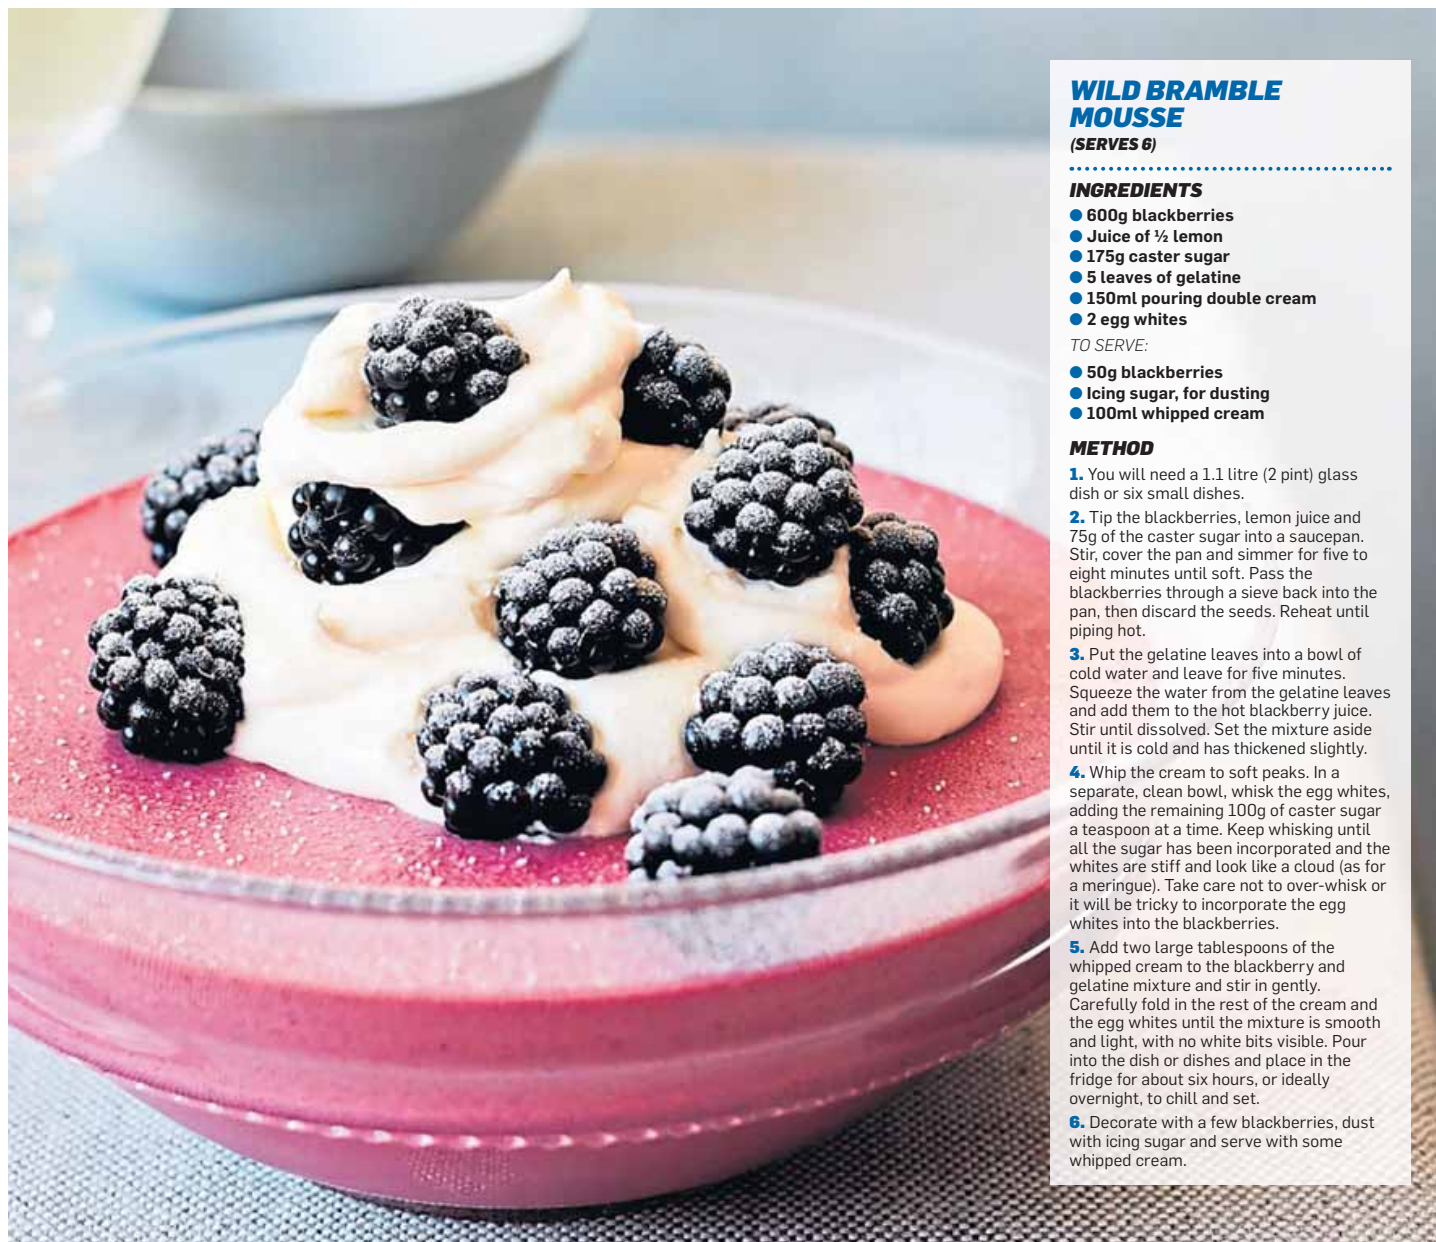 WILD BRAMBLE
MOUSSE
(SERVES 6)
INGREDIENTS
● 600g blackberries
● Juice of ½ lemon
● 175g caster sugar
● 5 leaves of gelatine
● 150ml pouring double cream
● 2 egg whites
TO SERVE:
● 50g blackberries
● Icing sugar, for dusting
● 100ml whipped cream
METHOD
1. You will need a 1.1 litre (2 pint) glass
dish or six small dishes.
2. Tip the blackberries, lemon juice and
75g of the caster sugar into a saucepan.
Stir, cover the pan and simmer for five to
eight minutes until soft. Pass the
blackberries through a sieve back into the
pan, then discard the seeds. Reheat until
piping hot.
3. Put the gelatine leaves into a bowl of
cold water and leave for five minutes.
Squeeze the water from the gelatine leaves
and add them to the hot blackberry juice.
Stir until dissolved. Set the mixture aside
until it is cold and has thickened slightly.
4. Whip the cream to soft peaks. In a
separate, clean bowl, whisk the egg whites,
adding the remaining 100g of caster sugar
a teaspoon at a time. Keep whisking until
all the sugar has been incorporated and the
whites are stiff and look like a cloud (as for
a meringue). Take care not to over-whisk or
it will be tricky to incorporate the egg
whites into the blackberries.
5. Add two large tablespoons of the
whipped cream to the blackberry and
gelatine mixture and stir in gently.
Carefully fold in the rest of the cream and
the egg whites until the mixture is smooth
and light, with no white bits visible. Pour
into the dish or dishes and place in the
fridge for about six hours, or ideally
overnight, to chill and set.
6. Decorate with a few blackberries, dust
with icing sugar and serve with some
whipped cream.